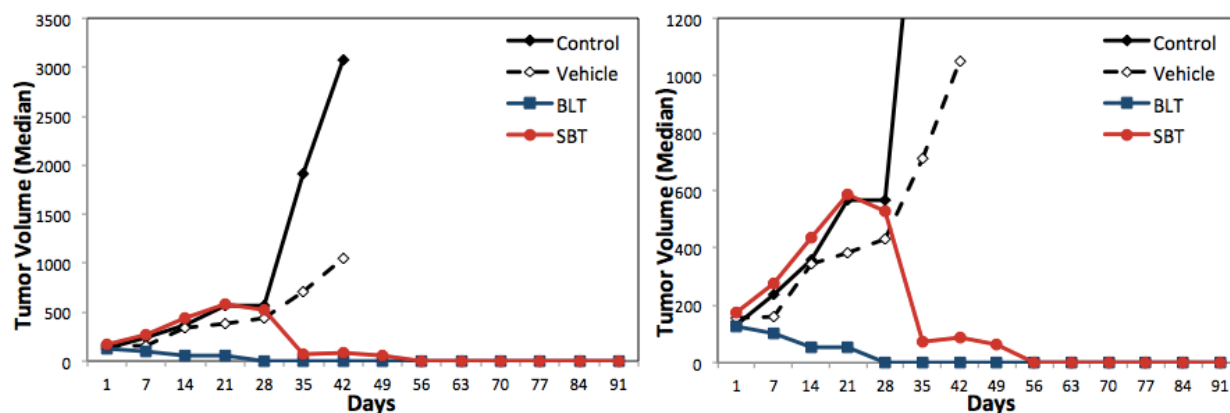 3500
3000
2500
2000
1500
1000
500
0
Tumor Volume (Median)
Control
Vehicle
BLT
SBT
1 7 14 21 28 35 42 49 56 63 70 77 84 91
Days
1200
1000
800
600
400
200
0
Tumor Volume (Median)
Control
Vehicle
BLT
SBT
1 7 14 21 28 35 42 49 56 63 70 77 84 91
Days